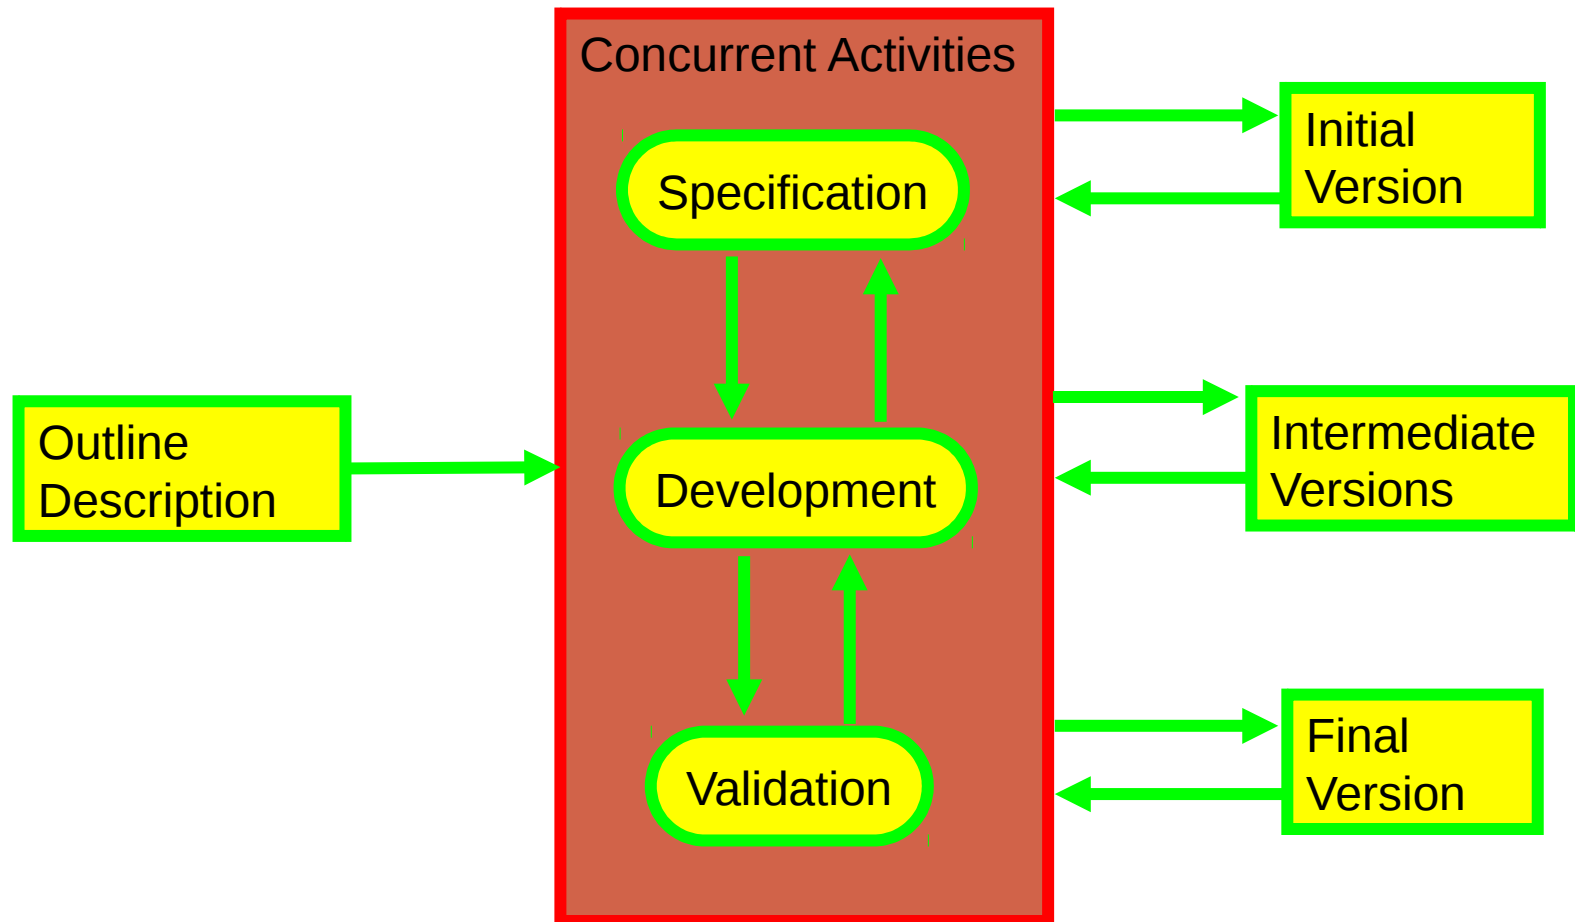 Concurrent Activities
Specification
Development
Validation
Outline
Description
Initial
Version
Intermediate
Versions
Final
Version